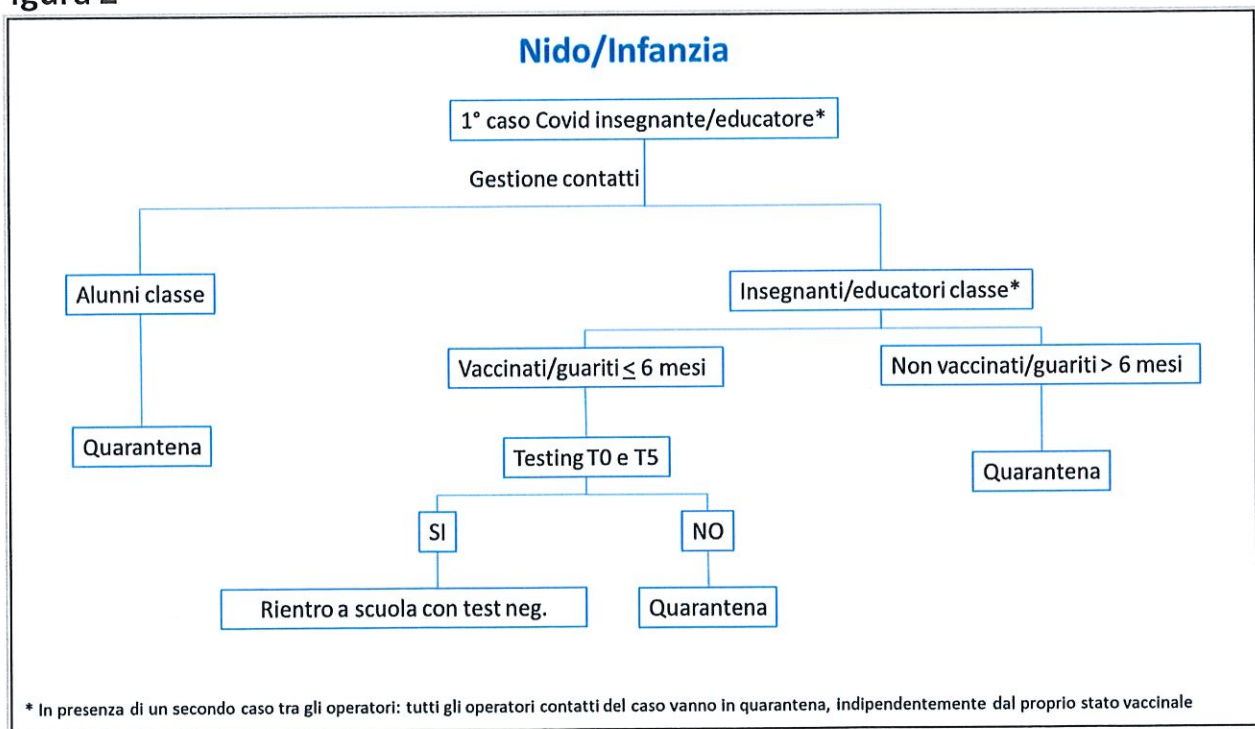 Nido/Infanzia
1° caso Covid insegnante/educatore*
Gestione contatti
Alunni classe
Insegnanti/educatori classe*
Vaccinati/guariti ≤ 6 mesi
Non vaccinati/guariti > 6 mesi
Quarantena
Testing T0 e T5
Quarantena
SI
NO
Rientro a scuola con test neg.
Quarantena
* In presenza di un secondo caso tra gli operatori: tutti gli operatori contatti del caso vanno in quarantena, indipendentemente dal proprio stato vaccinale